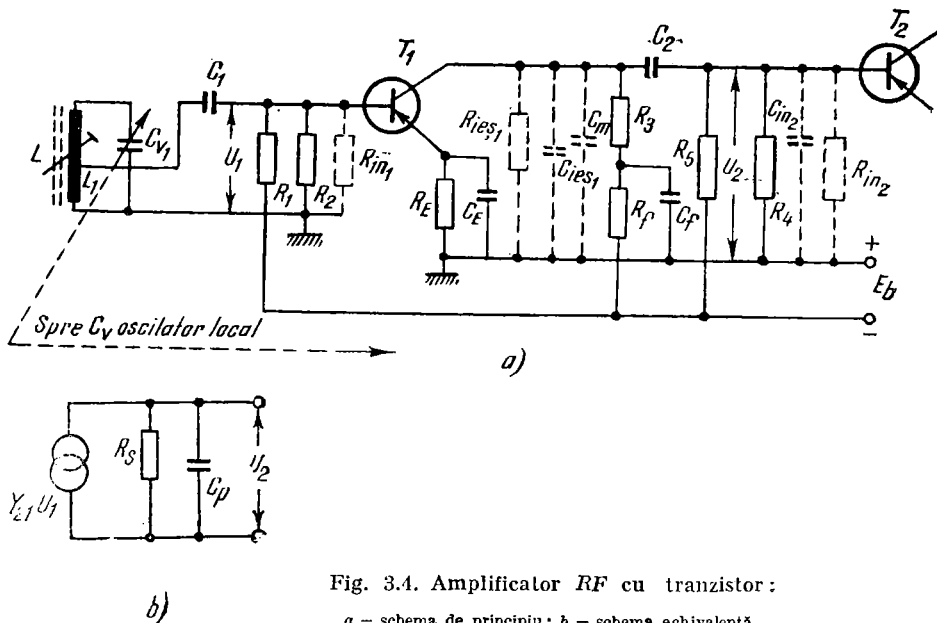 T1
T2
C2
C1
L
Cv1
L1
U1
R1
R2
Rin1
RE
CE
Rieș1
Cieș1
Cm
R3
Rf
Cf
R5
U2
R4
Cin2
Rin2
+
Eb
−
Spre Cv oscilator local
a)
Y21U1
RS
Cp
U2
b)
Fig. 3.4. Amplificator RF cu tranzistor:
a – schema de principiu; b – schema echivalentă